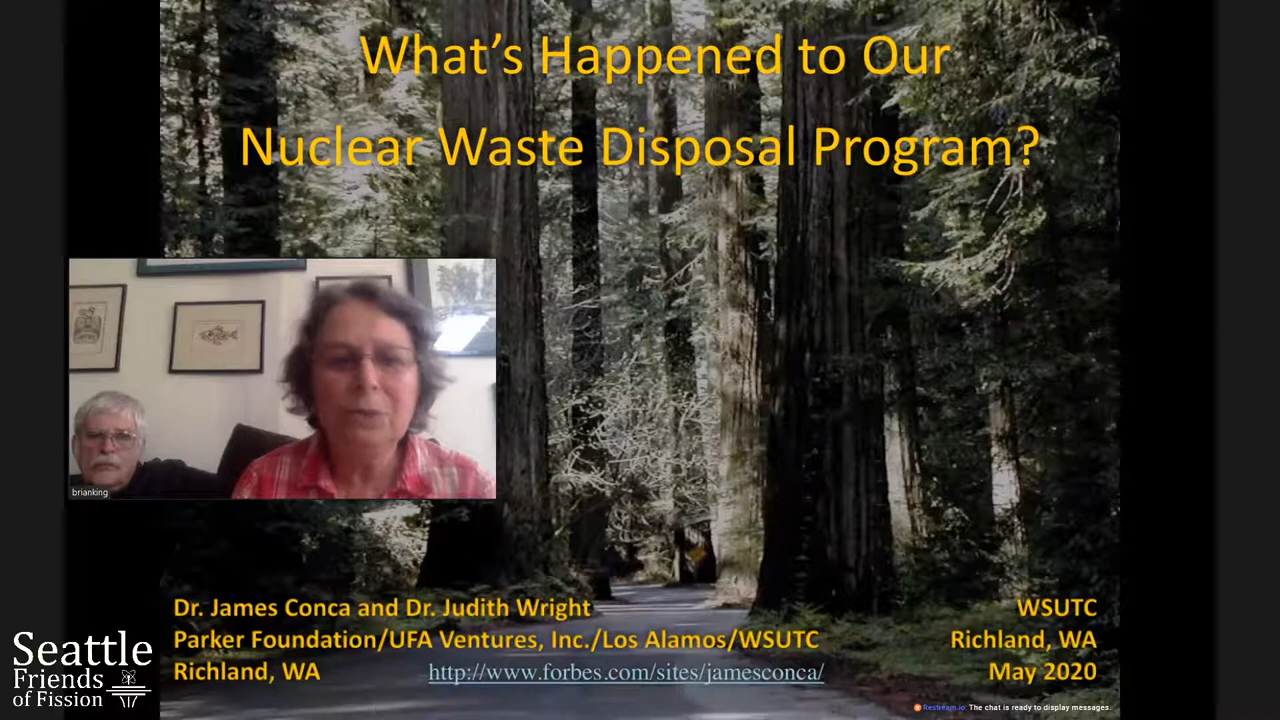 What's Happened to Our
Nuclear Waste Disposal Program?
brianking
Dr. James Conca and Dr. Judith Wright
Parker Foundation/UFA Ventures, Inc./Los Alamos/WSUTC
Richland, WA
http://www.forbes.com/sites/jamesconca/
WSUTC
Richland, WA
May 2020
Seattle
Friends
of Fission
Restream.io The chat is ready to display messages.